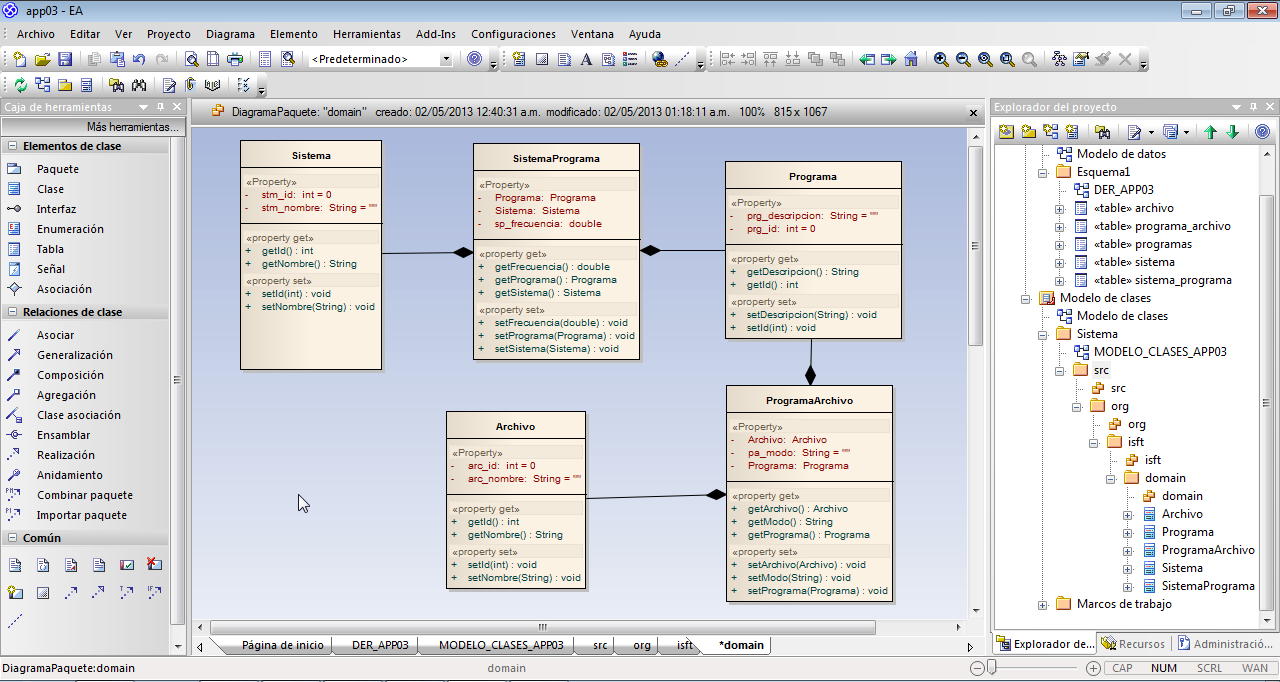 app03 - EA
Archivo Editar Ver Proyecto Diagrama Elemento Herramientas Add-Ins Configuraciones Ventana Ayuda
<Predeterminado>
Caja de herramientas
Más herramientas...
Elementos de clase
Paquete
Clase
Interfaz
Enumeración
Tabla
Señal
Asociación
Relaciones de clase
Asociar
Generalización
Composición
Agregación
Clase asociación
Ensamblar
Realización
Anidamiento
Combinar paquete
Importar paquete
Común
DiagramaPaquete: "domain" creado: 02/05/2013 12:40:31 a.m. modificado: 02/05/2013 01:18:11 a.m. 100% 815 x 1067
Sistema
«Property»
- stm_id: int = 0
- stm_nombre: String = ""
«property get»
+ getId() : int
+ getNombre() : String
«property set»
+ setId(int) : void
+ setNombre(String) : void
SistemaPrograma
«Property»
- Programa: Programa
- Sistema: Sistema
- sp_frecuencia: double
«property get»
+ getFrecuencia() : double
+ getPrograma() : Programa
+ getSistema() : Sistema
«property set»
+ setFrecuencia(double) : void
+ setPrograma(Programa) : void
+ setSistema(Sistema) : void
Programa
«Property»
- prg_descripcion: String = ""
- prg_id: int = 0
«property get»
+ getDescripcion() : String
+ getId() : int
«property set»
+ setDescripcion(String) : void
+ setId(int) : void
Archivo
«Property»
- arc_id: int = 0
- arc_nombre: String = ""
«property get»
+ getId() : int
+ getNombre() : String
«property set»
+ setId(int) : void
+ setNombre(String) : void
ProgramaArchivo
«Property»
- Archivo: Archivo
- pa_modo: String = ""
- Programa: Programa
«property get»
+ getArchivo() : Archivo
+ getModo() : String
+ getPrograma() : Programa
«property set»
+ setArchivo(Archivo) : void
+ setModo(String) : void
+ setPrograma(Programa) : void
Página de inicio DER_APP03 MODELO_CLASES_APP03 src org isft *domain
Explorador del proyecto
Modelo de datos
Esquema1
DER_APP03
«table» archivo
«table» programa_archivo
«table» programas
«table» sistema
«table» sistema_programa
Modelo de clases
Modelo de clases
Sistema
MODELO_CLASES_APP03
src
src
org
org
isft
isft
domain
domain
Archivo
Programa
ProgramaArchivo
Sistema
SistemaPrograma
Marcos de trabajo
Explorador de... Recursos Administració...
DiagramaPaquete:domain domain CAP NUM SCRL WAN